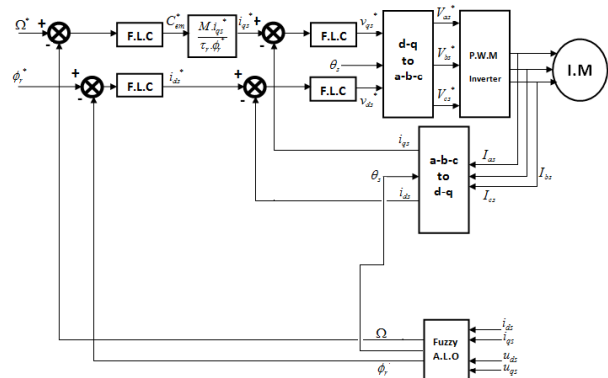 Ω* + - F.L.C C*em M.i*qs / τr.ϕ*r i*qs + - F.L.C v*qs V*as
d-q to a-b-c
θs V*bs
P.W.M Inverter
I.M
ϕ*r + - F.L.C i*ds + - F.L.C v*ds V*cs
iqs
a-b-c to d-q
Ias
θs
Ibs
ids
Ics
Ω
Fuzzy A.L.O
ids
iqs
ϕr
uds
uqs